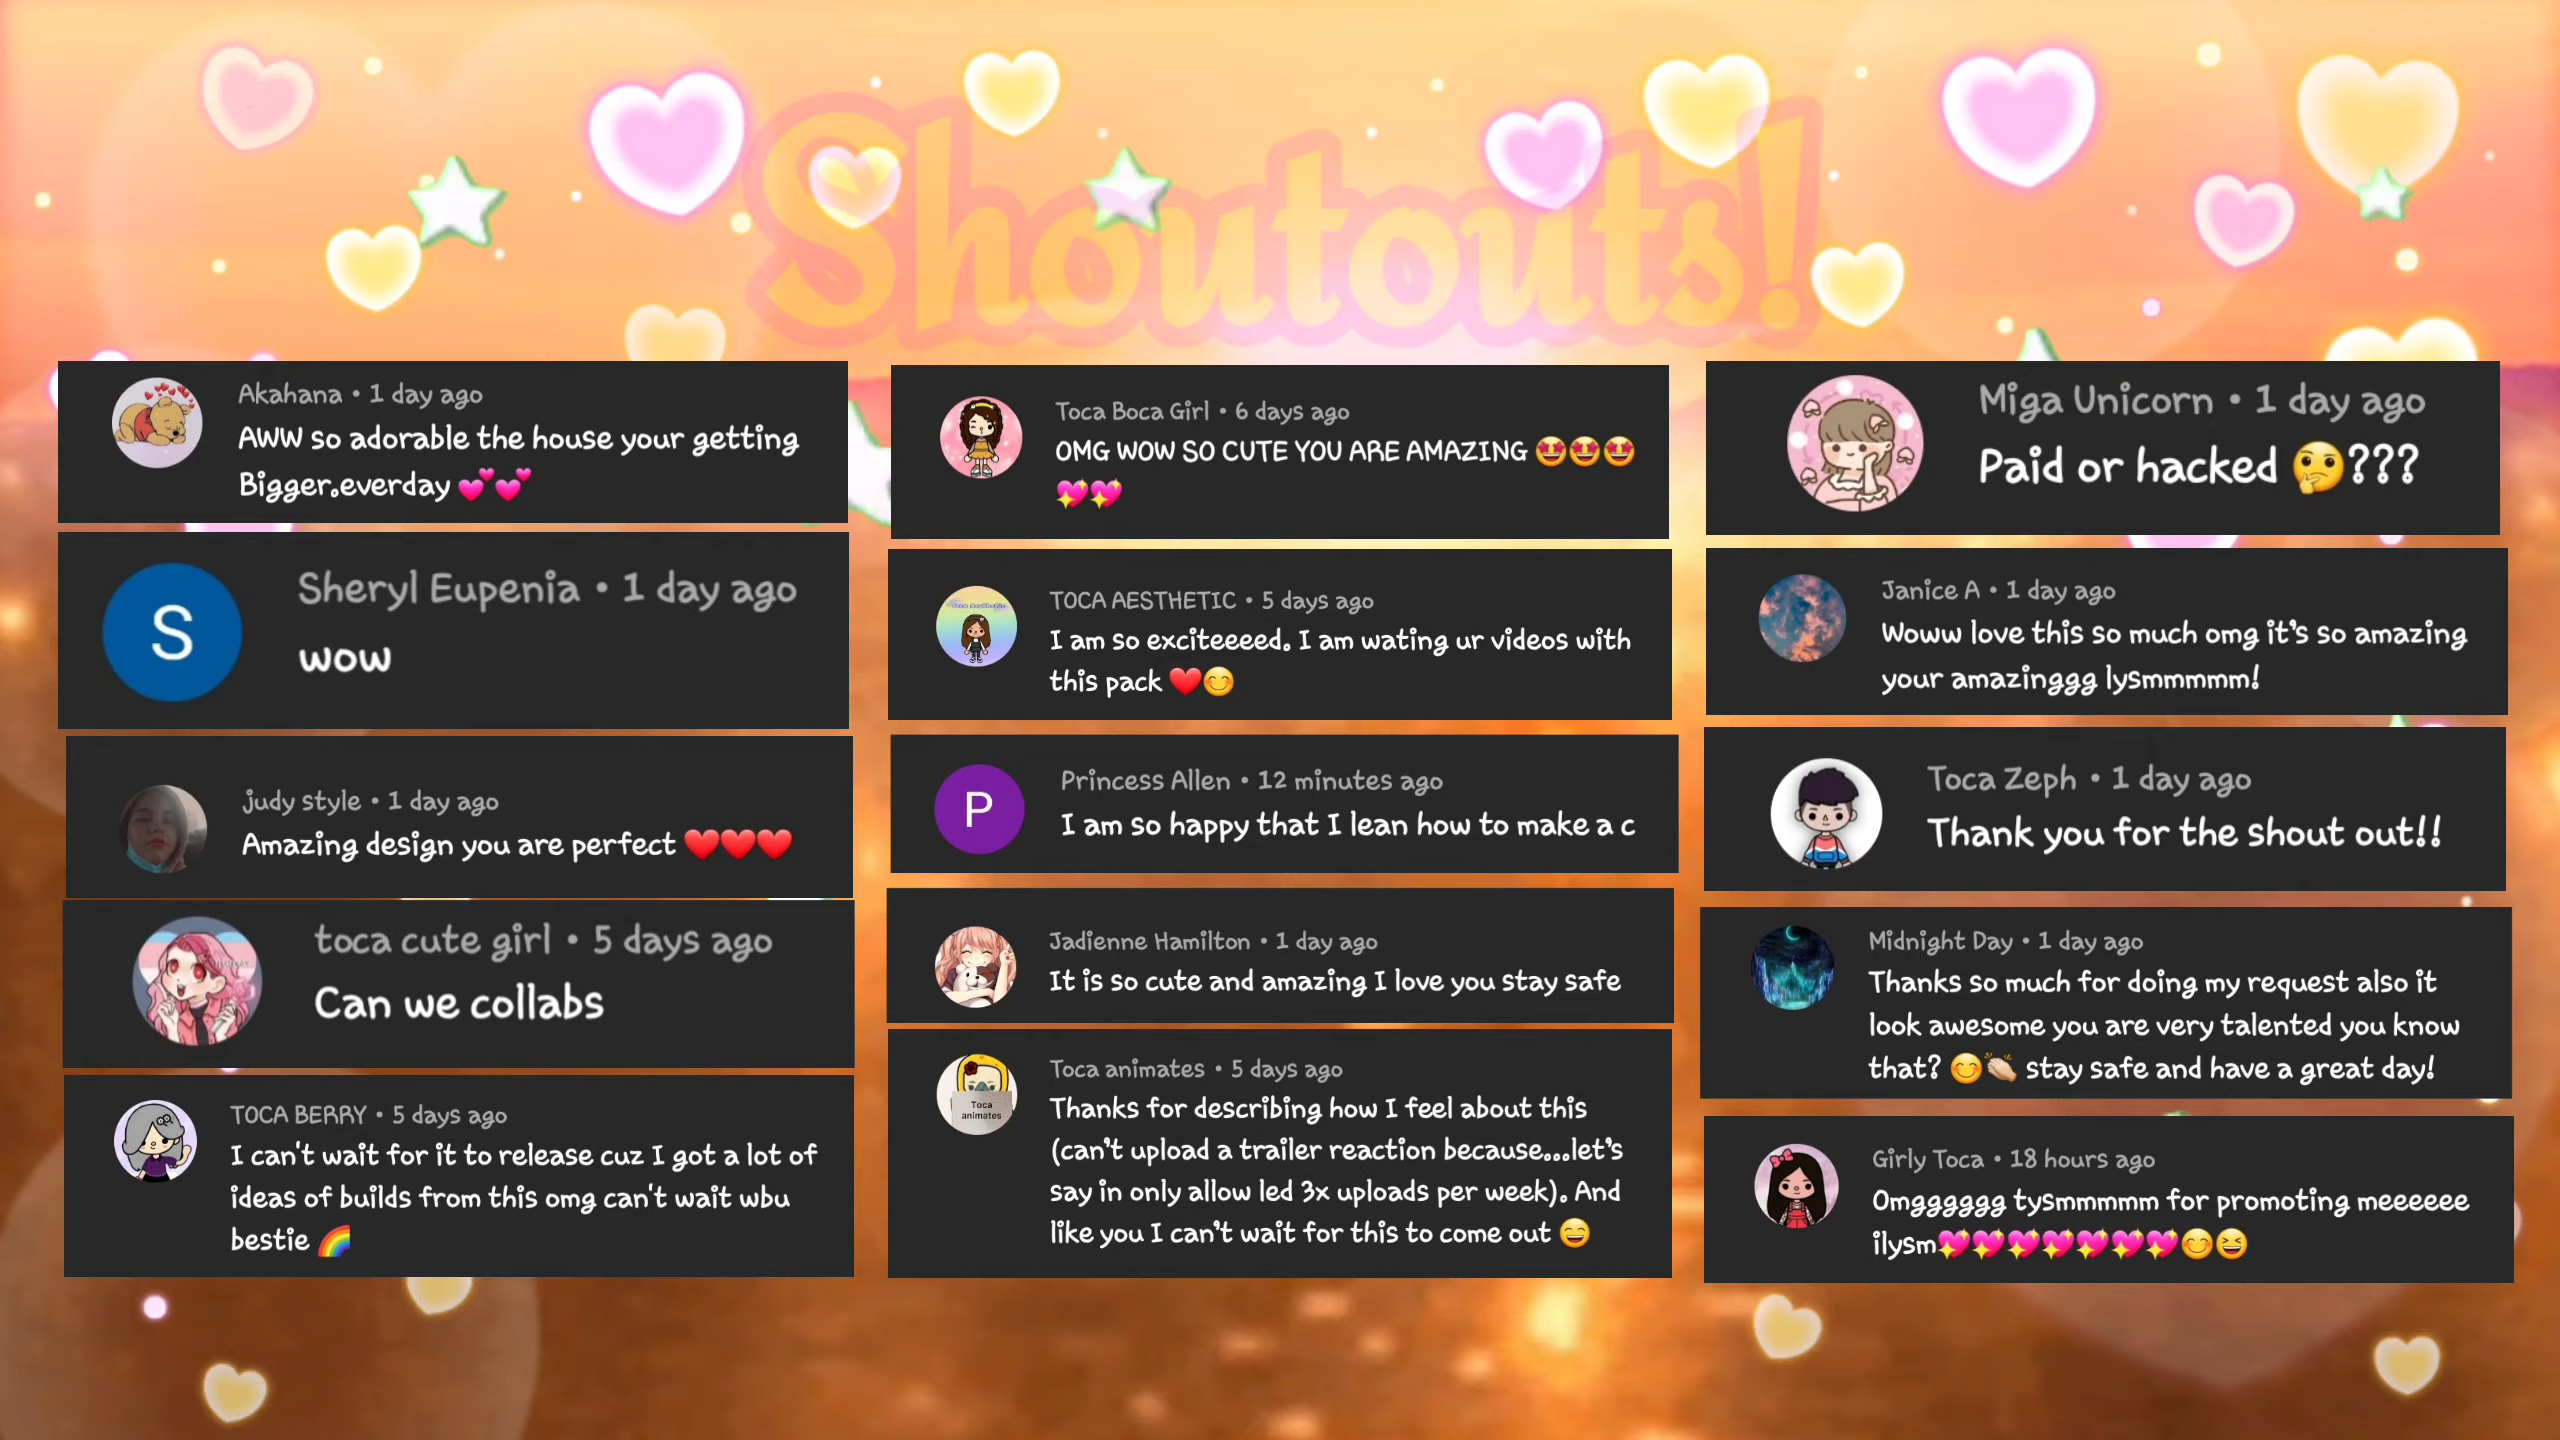 Shoutouts!
Akahana • 1 day ago
AWW so adorable the house your getting
Bigger.everday 💕💕
S
Sheryl Eupenia • 1 day ago
wow
judy style • 1 day ago
Amazing design you are perfect ❤️❤️❤️
toca cute girl • 5 days ago
Can we collabs
TOCA BERRY • 5 days ago
I can't wait for it to release cuz I got a lot of
ideas of builds from this omg can't wait wbu
bestie 🌈
Toca Boca Girl • 6 days ago
OMG WOW SO CUTE YOU ARE AMAZING 🤩🤩🤩
💖💖
TOCA AESTHETIC • 5 days ago
I am so exciteeeed. I am wating ur videos with
this pack ❤️😊
P
Princess Allen • 12 minutes ago
I am so happy that I lean how to make a c
Jadienne Hamilton • 1 day ago
It is so cute and amazing I love you stay safe
Toca
animates
Toca animates • 5 days ago
Thanks for describing how I feel about this
(can't upload a trailer reaction because...let's
say in only allow led 3x uploads per week). And
like you I can't wait for this to come out 😄
Miga Unicorn • 1 day ago
Paid or hacked 🤔???
Janice A • 1 day ago
Woww love this so much omg it's so amazing
your amazinggg lysmmmmm!
Toca Zeph • 1 day ago
Thank you for the shout out!!
Midnight Day • 1 day ago
Thanks so much for doing my request also it
look awesome you are very talented you know
that? 😊👏🏻 stay safe and have a great day!
Girly Toca • 18 hours ago
Omgggggg tysmmmmm for promoting meeeeee
ilysm💖💖💖💖💖💖💖😊😆